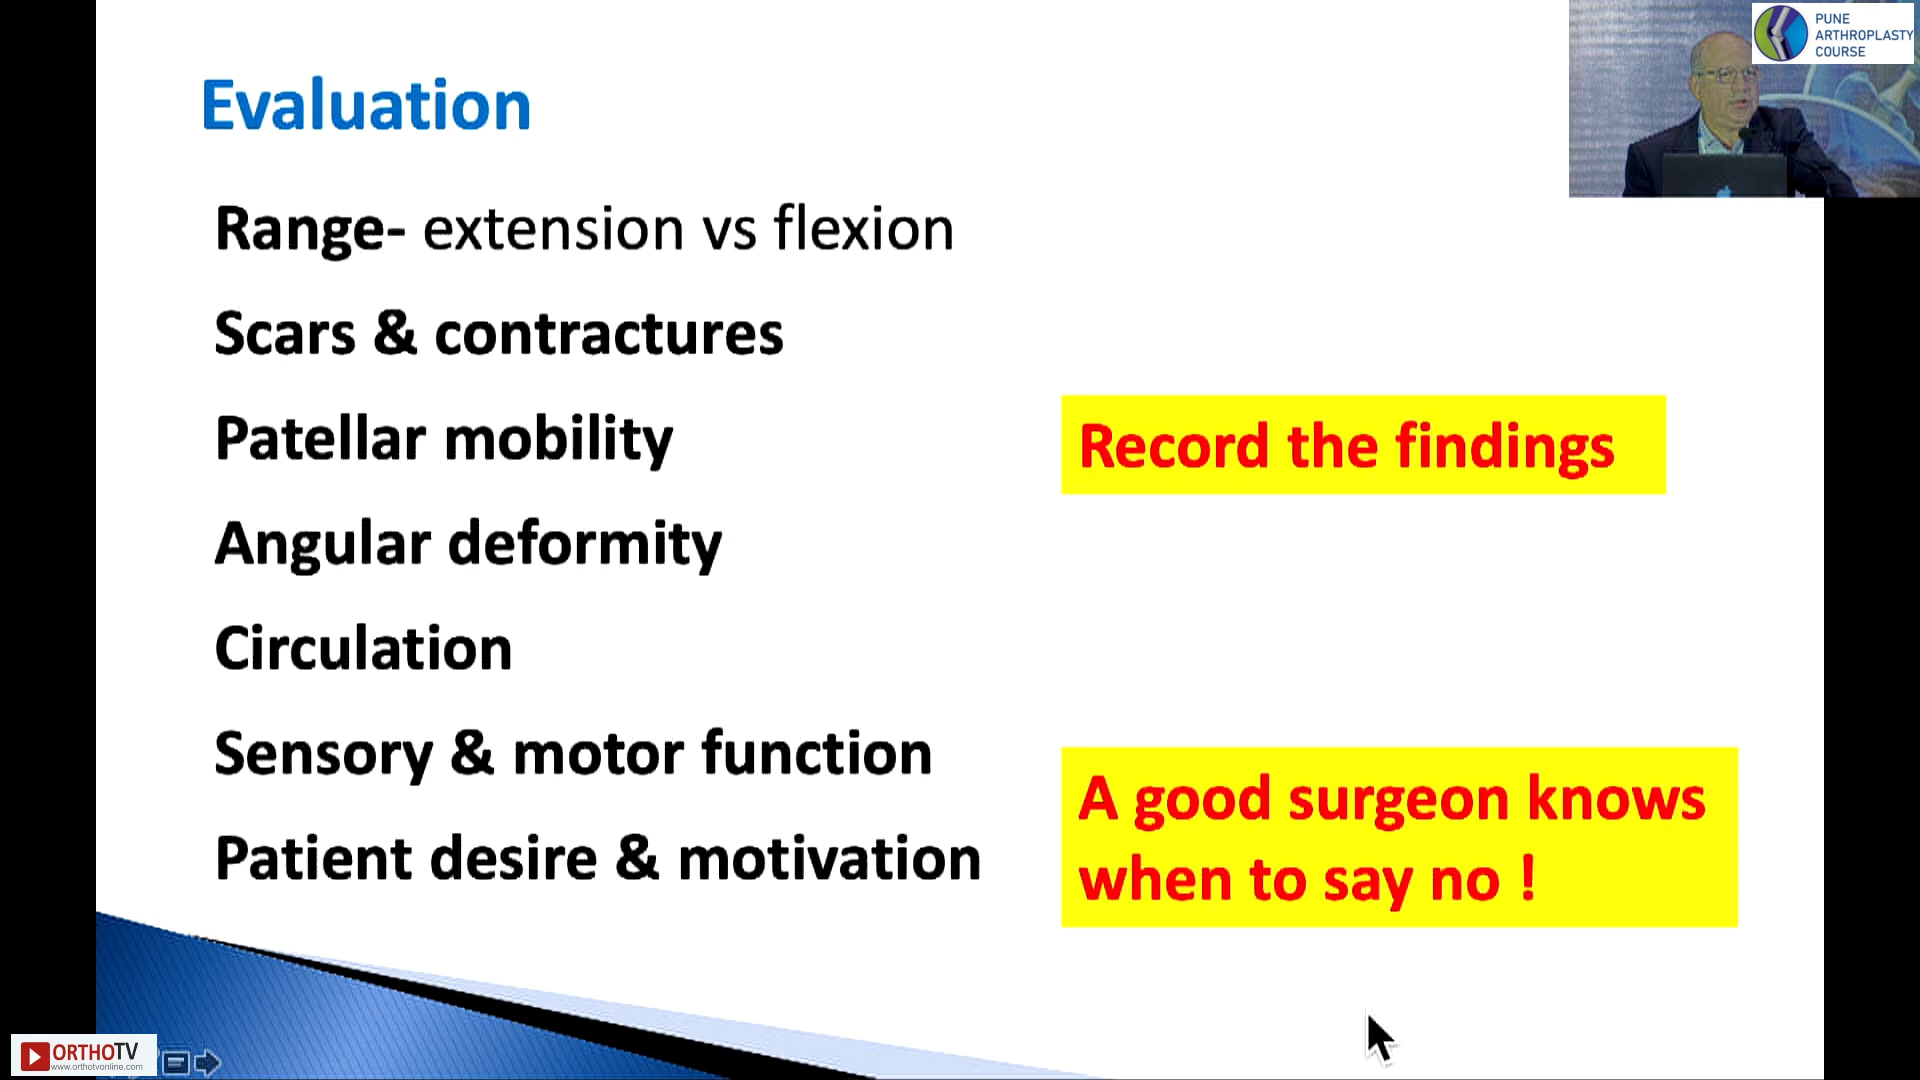 PUNE
ARTHROPLASTY
COURSE
Evaluation
Range- extension vs flexion
Scars & contractures
Patellar mobility
Record the findings
Angular deformity
Circulation
Sensory & motor function
A good surgeon knows
when to say no !
Patient desire & motivation
ORTHOTV
www.orthotvonline.com